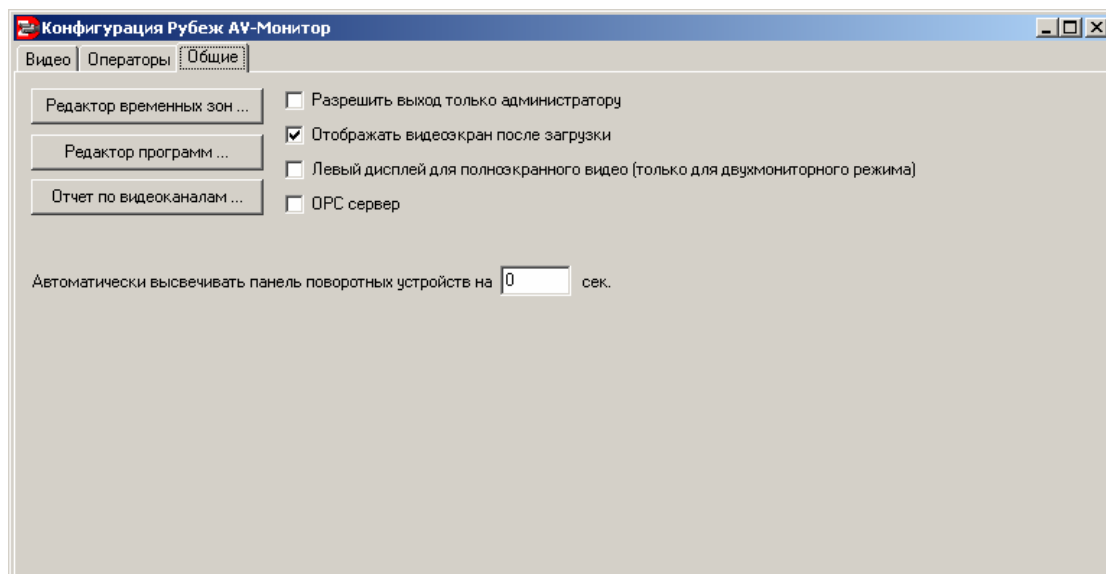 Конфигурация Рубеж AV-Монитор
Видео Операторы Общие
Редактор временных зон ...
Разрешить выход только администратору
Отображать видеоэкран после загрузки
Редактор программ ...
Левый дисплей для полноэкранного видео (только для двухмониторного режима)
Отчет по видеоканалам ...
OPC сервер
Автоматически высвечивать панель поворотных устройств на 0 сек.